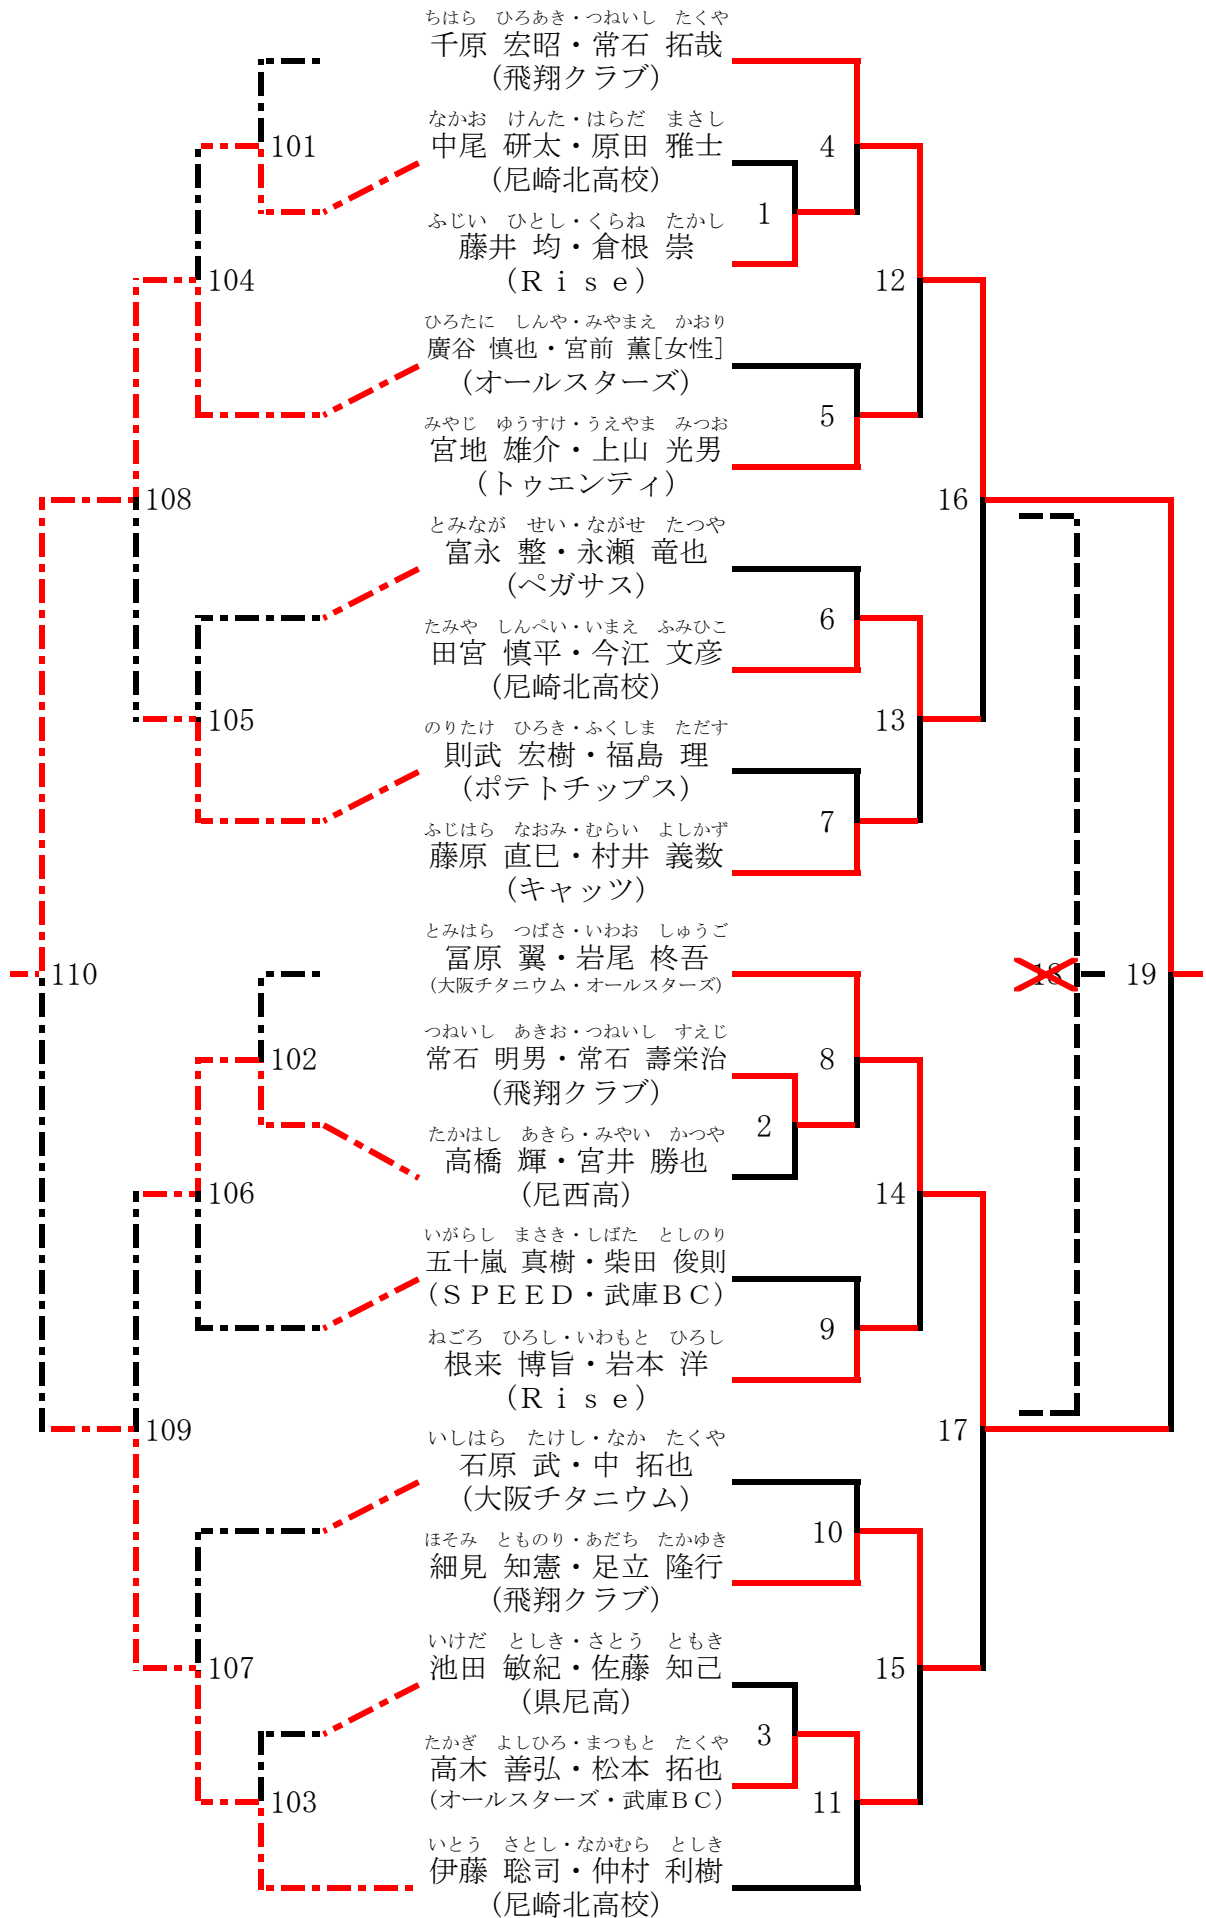 ちはら ひろあき・つねいし たくや
千原 宏昭・常石 拓哉
(飛翔クラブ)
なかお けんた・はらだ まさし
101
中尾 研太・原田 雅士
4
(尼崎北高校)
1
ふじい ひとし・くらね たかし
藤井 均・倉根 崇
(Ｒｉｓｅ)
104
12
ひろたに しんや・みやまえ かおり
廣谷 慎也・宮前 薫[女性]
(オールスターズ)
5
みやじ ゆうすけ・うえやま みつお
宮地 雄介・上山 光男
(トゥエンティ)
108
16
とみなが せい・ながせ たつや
富永 整・永瀬 竜也
(ペガサス)
6
たみや しんぺい・いまえ ふみひこ
田宮 慎平・今江 文彦
(尼崎北高校)
105
13
のりたけ ひろき・ふくしま ただす
則武 宏樹・福島 理
(ポテトチップス)
7
ふじはら なおみ・むらい よしかず
藤原 直巳・村井 義数
(キャッツ)
とみはら つばさ・いわお しゅうご
冨原 翼・岩尾 柊吾
110
18
19
(大阪チタニウム・オールスターズ)
つねいし あきお・つねいし すえじ
102
常石 明男・常石 壽栄治
8
(飛翔クラブ)
2
たかはし あきら・みやい かつや
高橋 輝・宮井 勝也
(尼西高)
106
14
いがらし まさき・しばた としのり
五十嵐 真樹・柴田 俊則
(ＳＰＥＥＤ・武庫ＢＣ)
9
ねごろ ひろし・いわもと ひろし
根来 博旨・岩本 洋
(Ｒｉｓｅ)
109
17
いしはら たけし・なか たくや
石原 武・中 拓也
(大阪チタニウム)
10
ほそみ とものり・あだち たかゆき
細見 知憲・足立 隆行
(飛翔クラブ)
いけだ としき・さとう ともき
107
池田 敏紀・佐藤 知己
15
(県尼高)
3
たかぎ よしひろ・まつもと たくや
高木 善弘・松本 拓也
(オールスターズ・武庫ＢＣ)
103
11
いとう さとし・なかむら としき
伊藤 聡司・仲村 利樹
(尼崎北高校)